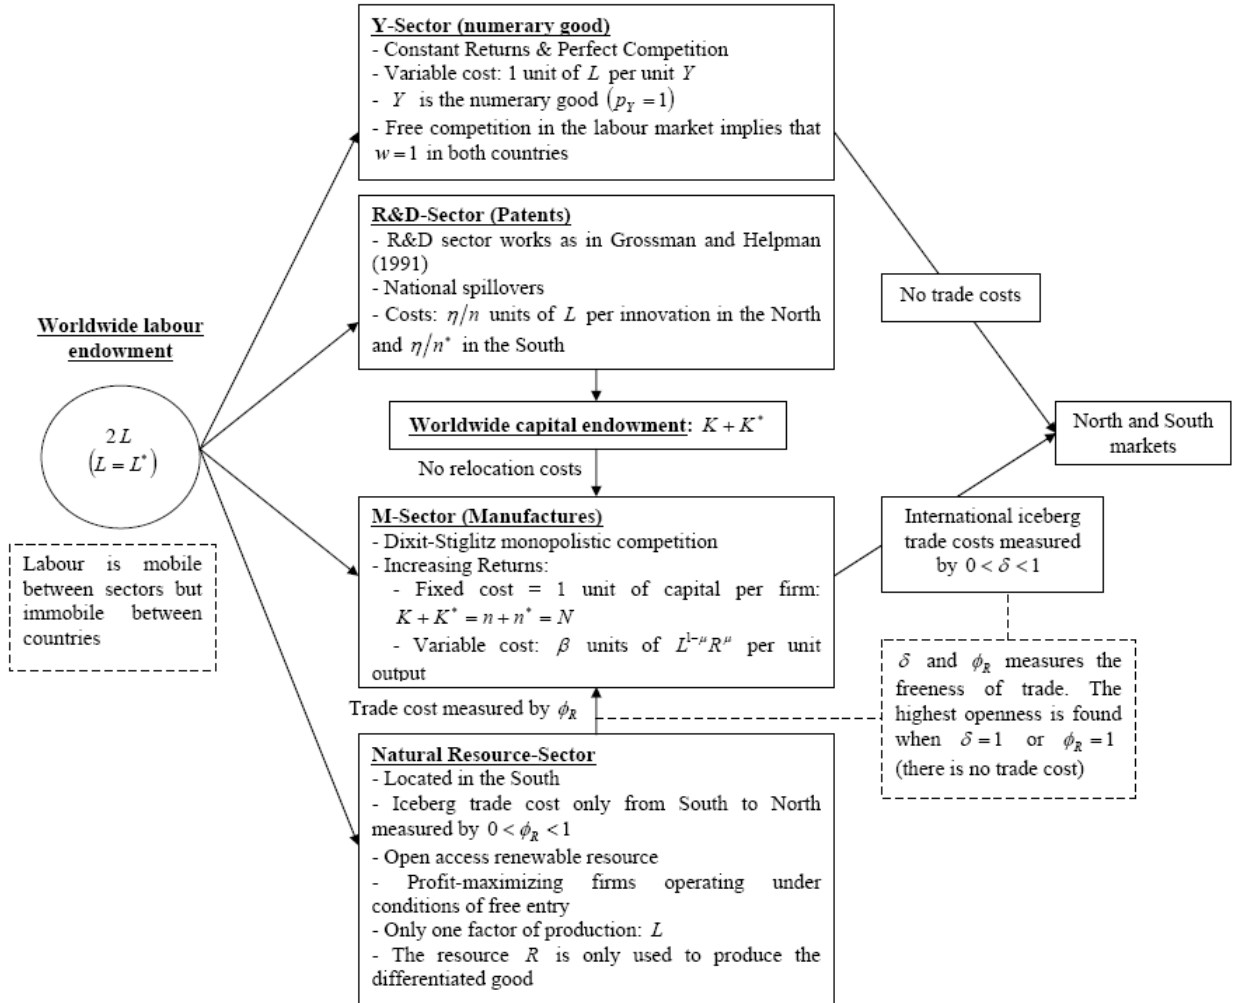 Y-Sector (numerary good)
- Constant Returns & Perfect Competition
- Variable cost: 1 unit of L per unit Y
- Y is the numerary good (p_Y = 1)
- Free competition in the labour market implies that
w = 1 in both countries
R&D-Sector (Patents)
- R&D sector works as in Grossman and Helpman
(1991)
- National spillovers
- Costs: η/n units of L per innovation in the North
and η/n* in the South
No trade costs
Worldwide labour
endowment
2L
(L = L*)
Labour is mobile
between sectors but
immobile between
countries
Worldwide capital endowment: K + K*
No relocation costs
North and South
markets
M-Sector (Manufactures)
- Dixit-Stiglitz monopolistic competition
- Increasing Returns:
- Fixed cost = 1 unit of capital per firm:
K + K* = n + n* = N
- Variable cost: β units of L^{1-μ} R^μ per unit
output
International iceberg
trade costs measured
by 0 < δ < 1
Trade cost measured by ϕ_R
δ and ϕ_R measures the
freeness of trade. The
highest openness is found
when δ = 1 or ϕ_R = 1
(there is no trade cost)
Natural Resource-Sector
- Located in the South
- Iceberg trade cost only from South to North
measured by 0 < ϕ_R < 1
- Open access renewable resource
- Profit-maximizing firms operating under
conditions of free entry
- Only one factor of production: L
- The resource R is only used to produce the
differentiated good